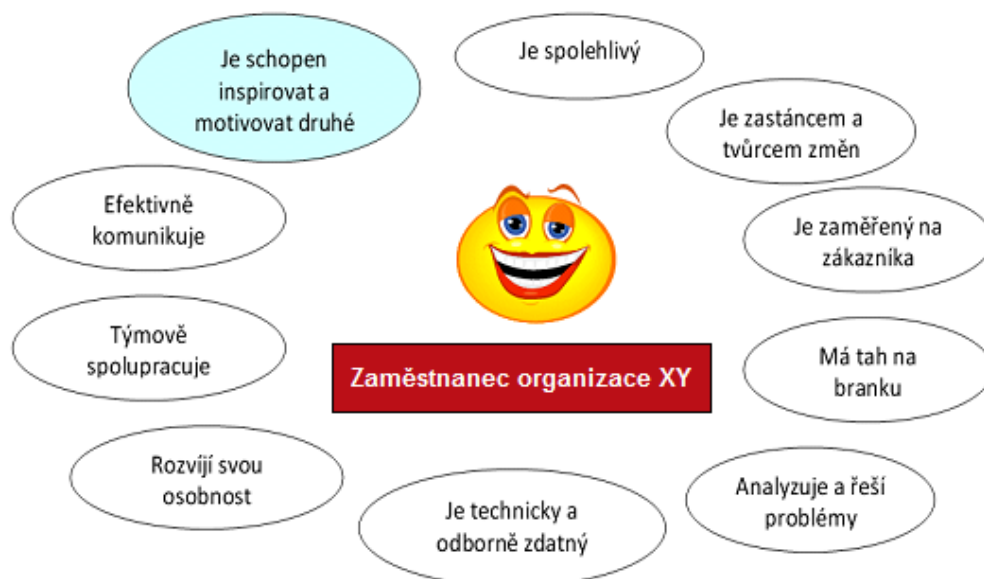 Je schopen
inspirovat a
motivovat druhé
Je spolehlivý
Je zastáncem a
tvůrcem změn
Efektivně
komunikuje
Je zaměřený na
zákazníka
Týmově
spolupracuje
Zaměstnanec organizace XY
Má tah na
branku
Rozvíjí svou
osobnost
Je technicky a
odborně zdatný
Analyzuje a řeší
problémy